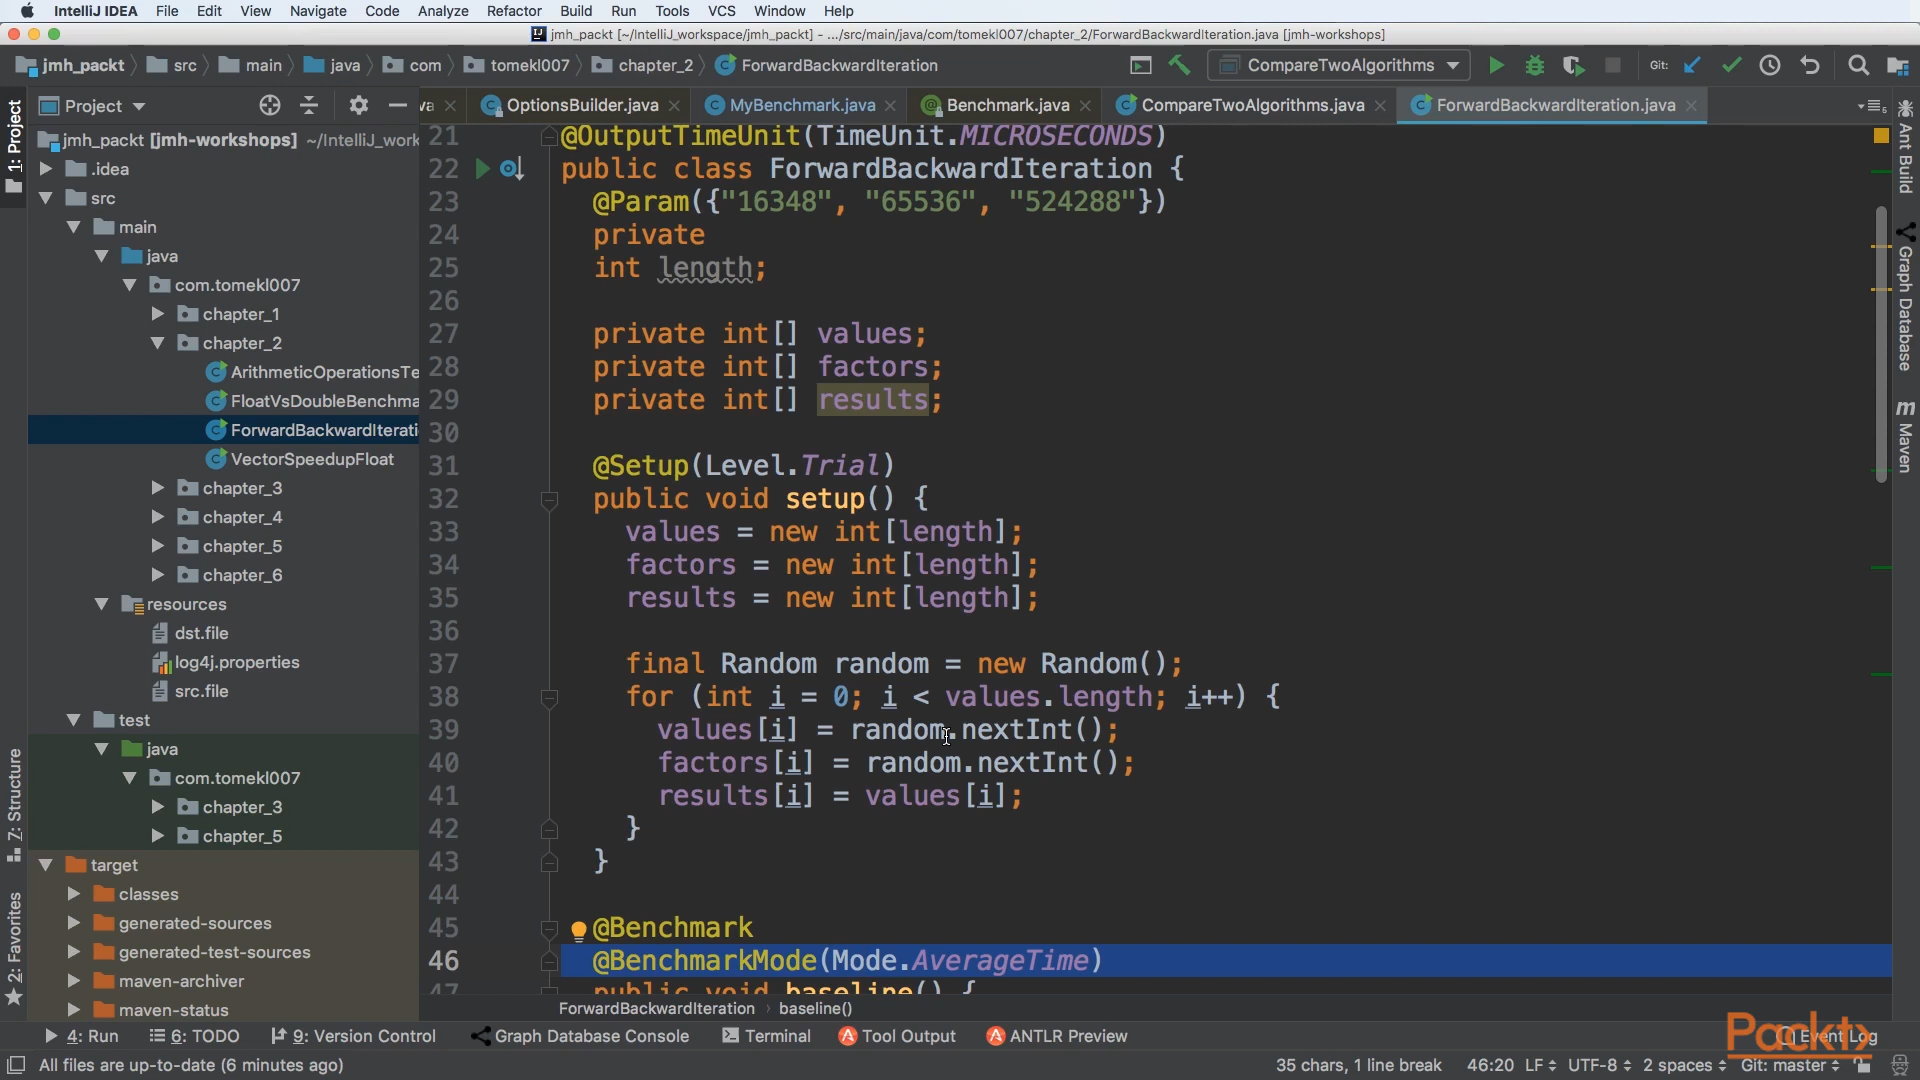 IntelliJ IDEA File Edit View Navigate Code Analyze Refactor Build Run Tools VCS Window Help
jmh_packt [~/IntelliJ_workspace/jmh_packt] - .../src/main/java/com/tomekl007/chapter_2/ForwardBackwardIteration.java [jmh-workshops]
jmh_packt src main java com tomekl007 chapter_2 ForwardBackwardIteration CompareTwoAlgorithms Git:
Project va OptionsBuilder.java MyBenchmark.java Benchmark.java CompareTwoAlgorithms.java ForwardBackwardIteration.java
1: Project
7: Structure
2: Favorites
jmh_packt [jmh-workshops] ~/IntelliJ_work
.idea
src
main
java
com.tomekl007
chapter_1
chapter_2
ArithmeticOperationsTe
FloatVsDoubleBenchma
ForwardBackwardIterati
VectorSpeedupFloat
chapter_3
chapter_4
chapter_5
chapter_6
resources
dst.file
log4j.properties
src.file
test
java
com.tomekl007
chapter_3
chapter_5
target
classes
generated-sources
generated-test-sources
maven-archiver
maven-status
21 @OutputTimeUnit(TimeUnit.MICROSECONDS)
22 public class ForwardBackwardIteration {
23 @Param({"16348", "65536", "524288"})
24 private
25 int length;
26
27 private int[] values;
28 private int[] factors;
29 private int[] results;
30
31 @Setup(Level.Trial)
32 public void setup() {
33 values = new int[length];
34 factors = new int[length];
35 results = new int[length];
36
37 final Random random = new Random();
38 for (int i = 0; i < values.length; i++) {
39 values[i] = random.nextInt();
40 factors[i] = random.nextInt();
41 results[i] = values[i];
42 }
43 }
44
45 @Benchmark
46 @BenchmarkMode(Mode.AverageTime)
47 public void baseline() {
Ant Build
Graph Database
Maven
ForwardBackwardIteration baseline()
4: Run 6: TODO 9: Version Control Graph Database Console Terminal Tool Output ANTLR Preview Event Log
Packt
All files are up-to-date (6 minutes ago) 35 chars, 1 line break 46:20 LF UTF-8 2 spaces Git: master